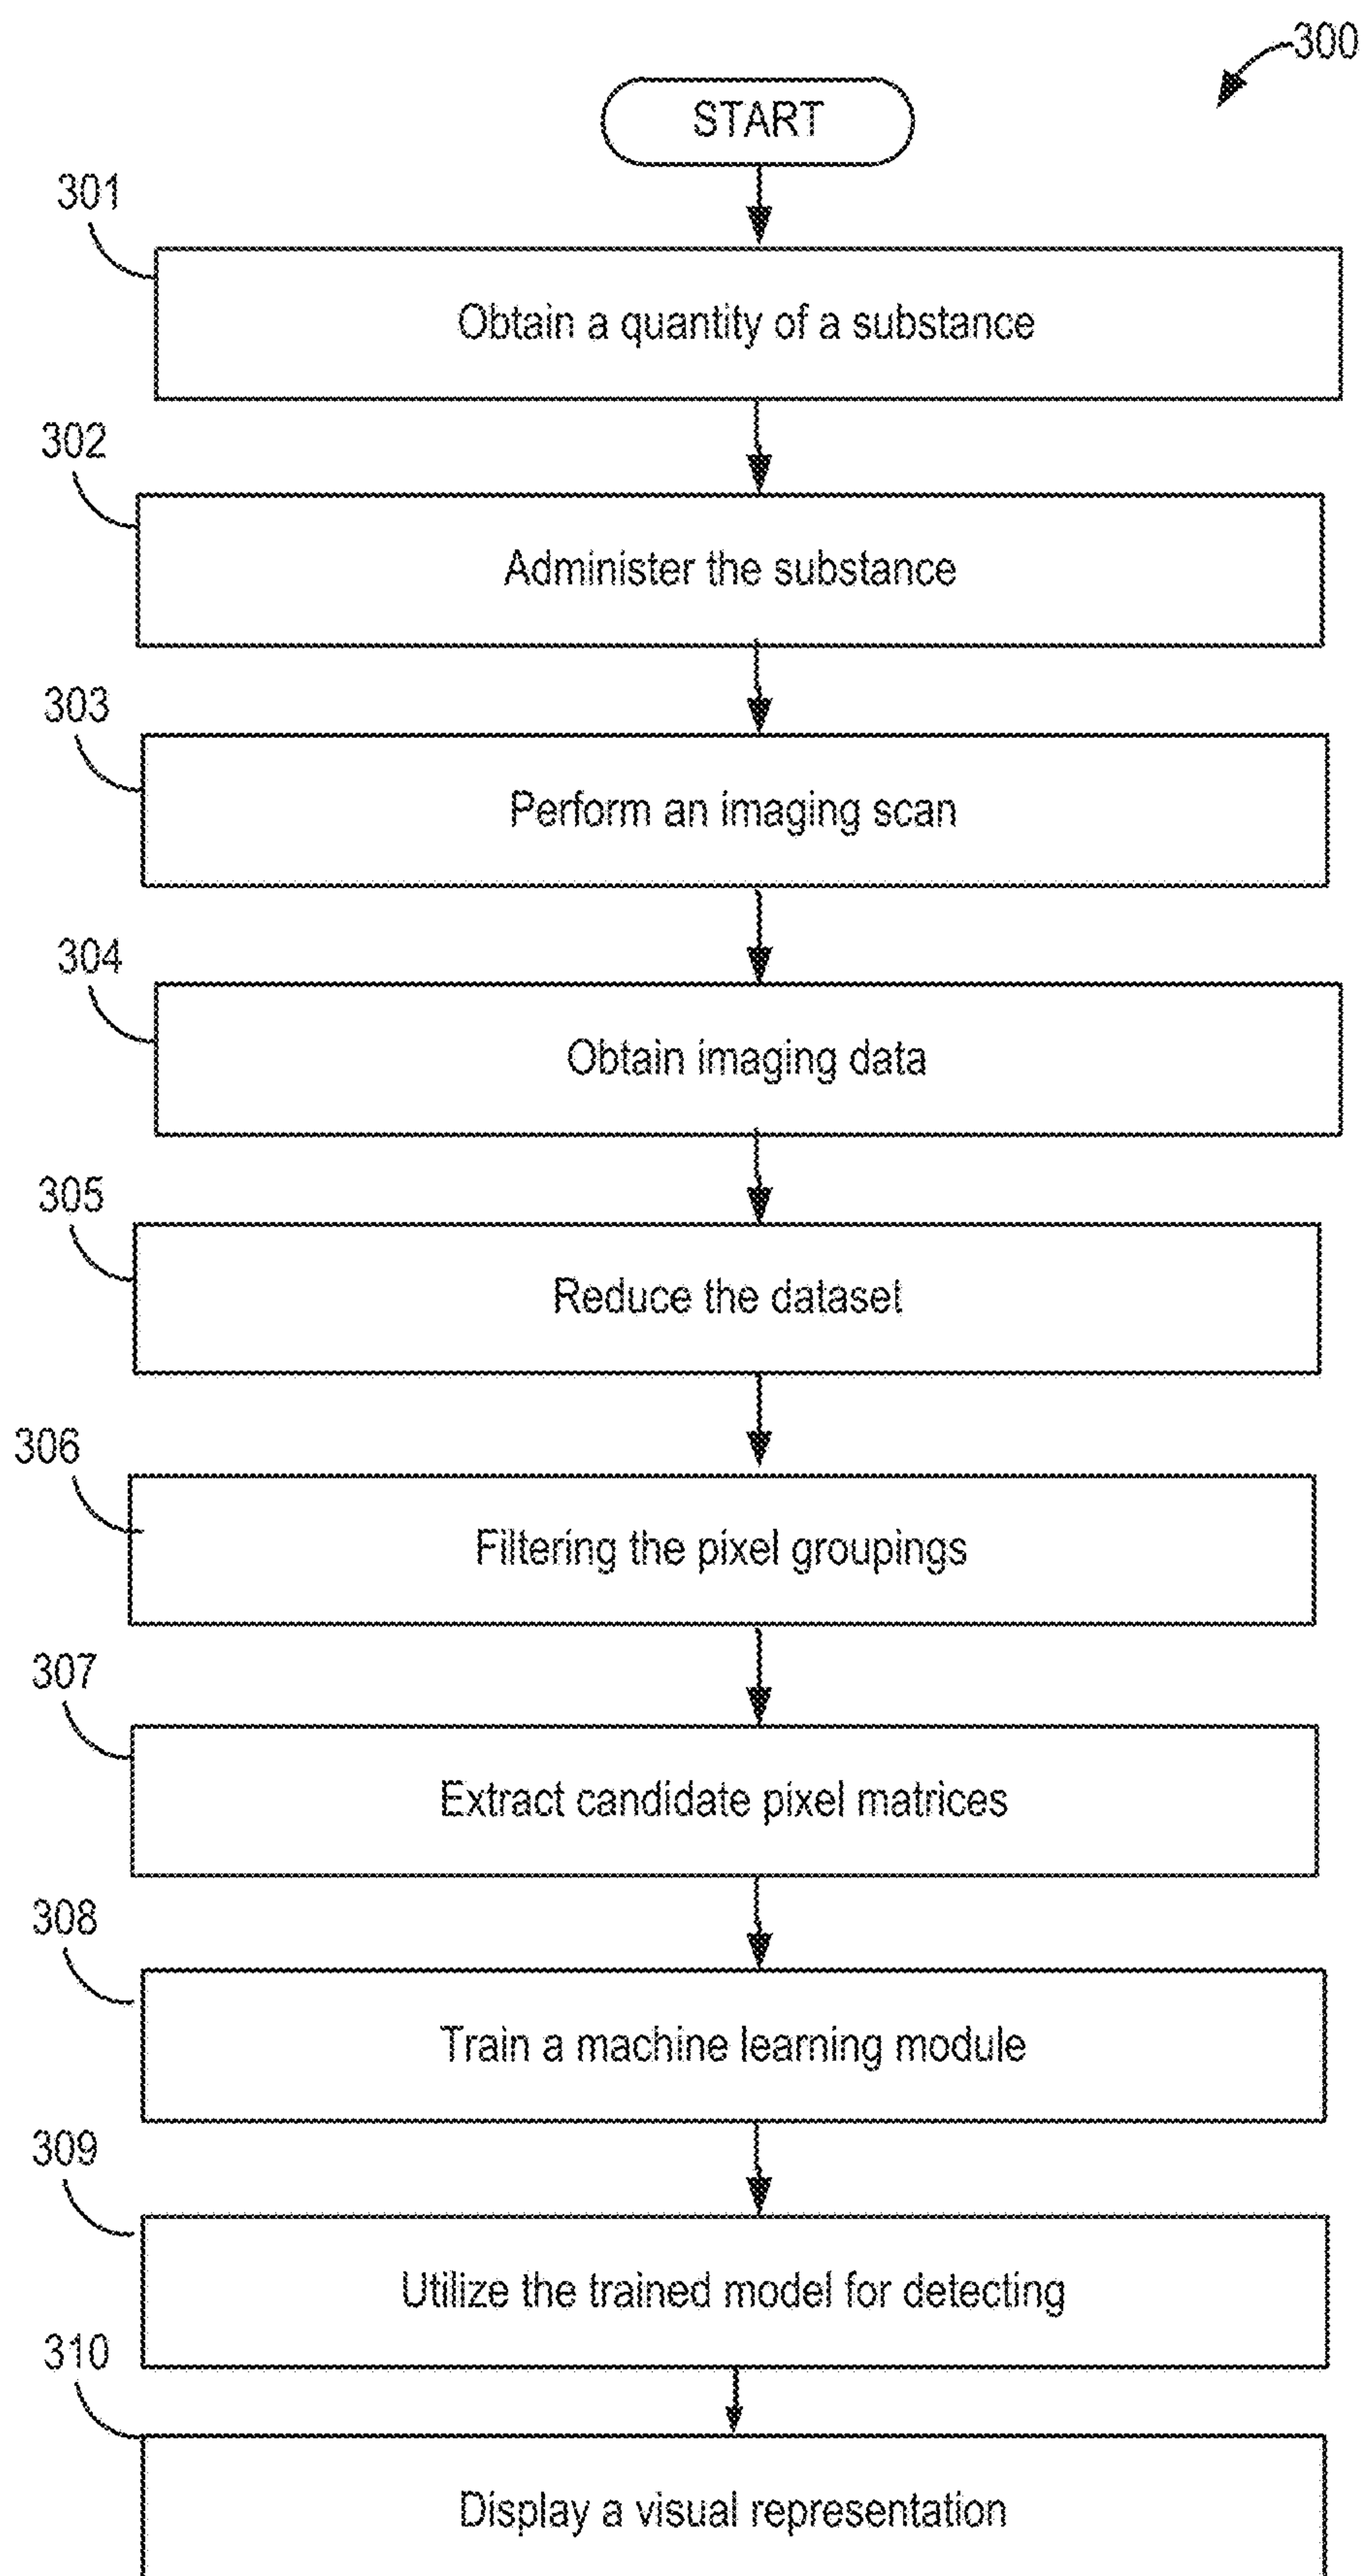 300
START
301
Obtain a quantity of a substance
302
Administer the substance
303
Perform an imaging scan
304
Obtain imaging data
305
Reduce the dataset
306
Filtering the pixel groupings
307
Extract candidate pixel matrices
308
Train a machine learning module
309
Utilize the trained model for detecting
310
Display a visual representation